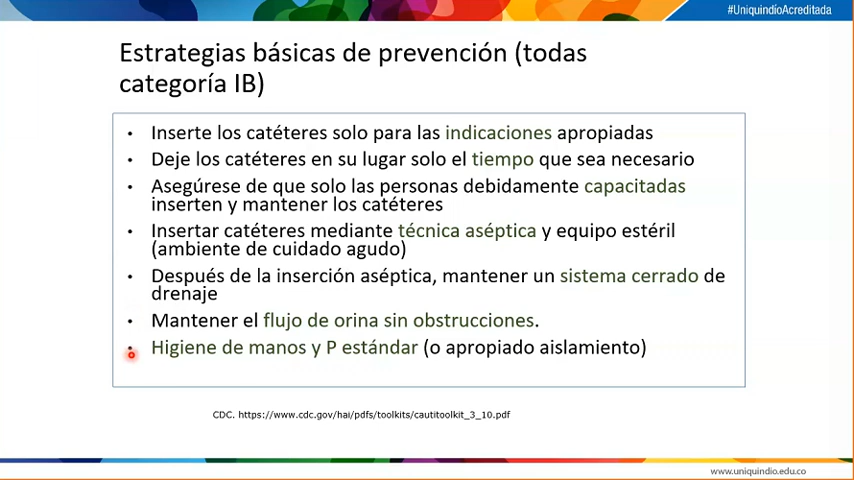 #UniquindíoAcreditada
Estrategias básicas de prevención (todas
categoría IB)
• Inserte los catéteres solo para las indicaciones apropiadas
• Deje los catéteres en su lugar solo el tiempo que sea necesario
• Asegúrese de que solo las personas debidamente capacitadas
inserten y mantener los catéteres
• Insertar catéteres mediante técnica aséptica y equipo estéril
(ambiente de cuidado agudo)
• Después de la inserción aséptica, mantener un sistema cerrado de
drenaje
• Mantener el flujo de orina sin obstrucciones.
• Higiene de manos y P estándar (o apropiado aislamiento)
CDC. https://www.cdc.gov/hai/pdfs/toolkits/cautitoolkit_3_10.pdf
www.uniquindio.edu.co